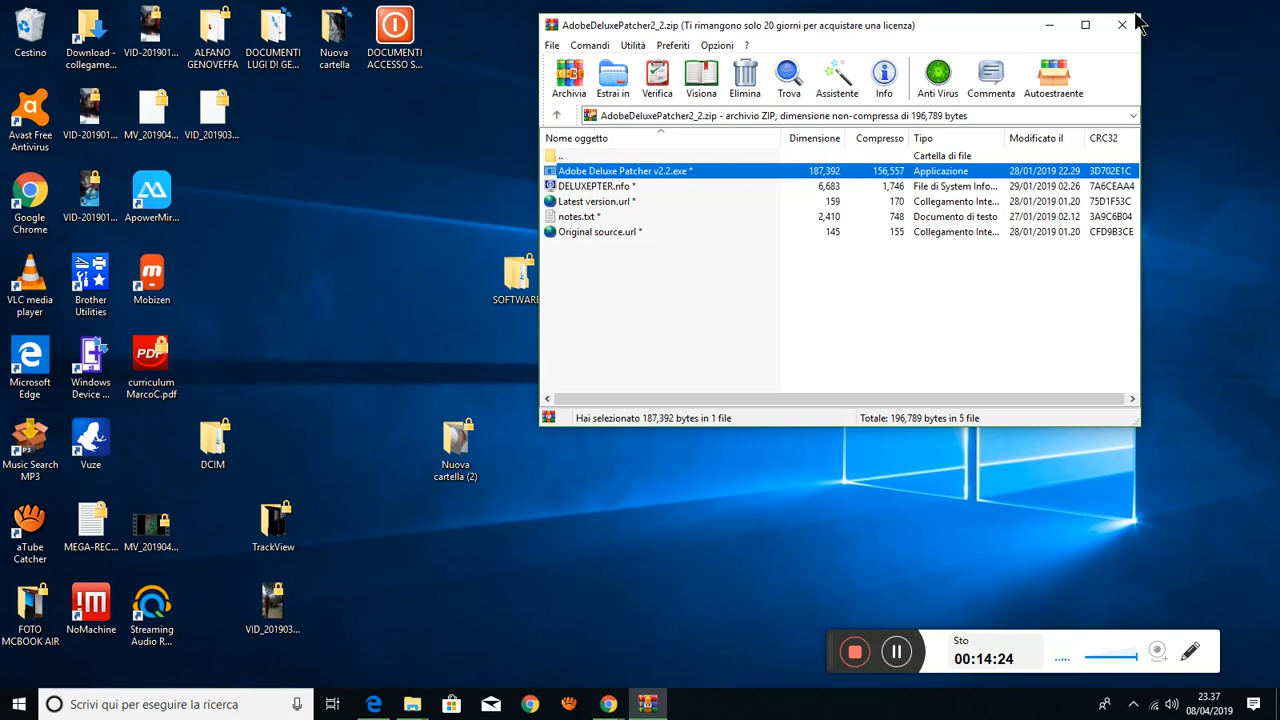 AdobeDeluxePatcher2_2.zip (Ti rimangono solo 20 giorni per acquistare una licenza)
File Comandi Utilità Preferiti Opzioni ?
Archivia Estrai in Verifica Visiona Elimina Trova Assistente Info Anti Virus Commenta Autoestraente
AdobeDeluxePatcher2_2.zip - archivio ZIP, dimensione non-compressa di 196,789 bytes
Nome oggetto Dimensione Compresso Tipo Modificato il CRC32
.. Cartella di file
Adobe Deluxe Patcher v2.2.exe * 187,392 156,557 Applicazione 28/01/2019 22.29 3D702E1C
DELUXEPTER.nfo * 6,683 1,746 File di System Info... 29/01/2019 02.26 7A6CEAA4
Latest version.url * 159 170 Collegamento Inte... 28/01/2019 01.20 75D1F53C
notes.txt * 2,410 748 Documento di testo 27/01/2019 02.12 3A9C6B04
Original source.url * 145 155 Collegamento Inte... 28/01/2019 01.20 CFD9B3CE
Hai selezionato 187,392 bytes in 1 file Totale: 196,789 bytes in 5 file
Cestino
Download - collegame...
VID-201901...
ALFANO GENOVEFFA
DOCUMENTI LUGI DI GE...
Nuova cartella
DOCUMENTI ACCESSO S...
Avast Free Antivirus
VID-201901...
MV_201904...
VID_201903...
Google Chrome
VID-201901...
ApowerMir...
VLC media player
Brother Utilities
Mobizen
SOFTWARE
Microsoft Edge
Windows Device ...
PDF
curriculum MarcoC.pdf
P3
Music Search MP3
Vuze
DCIM
Nuova cartella (2)
aTube Catcher
MEGA-REC...
MV_201904...
TrackView
FOTO MCBOOK AIR
NoMachine
Streaming Audio R...
VID_201903...
Sto
00:14:24
Scrivi qui per eseguire la ricerca
23.37
08/04/2019